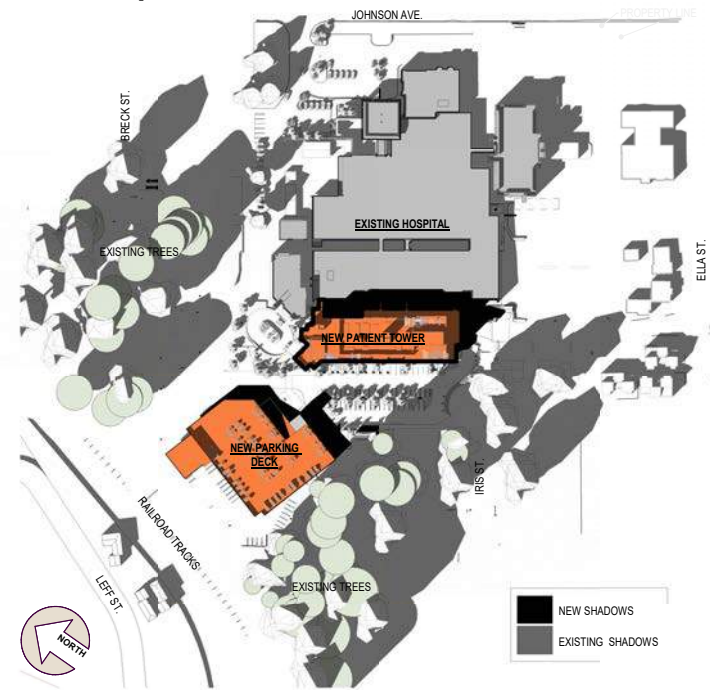 JOHNSON AVE.
PROPERTY LINE
BRECK ST.
EXISTING HOSPITAL
EXISTING TREES
ELLA ST.
NEW PATIENT TOWER
NEW PARKING
DECK
IRIS ST.
RAILROAD TRACKS
LEFF ST.
EXISTING TREES
NEW SHADOWS
EXISTING SHADOWS
NORTH